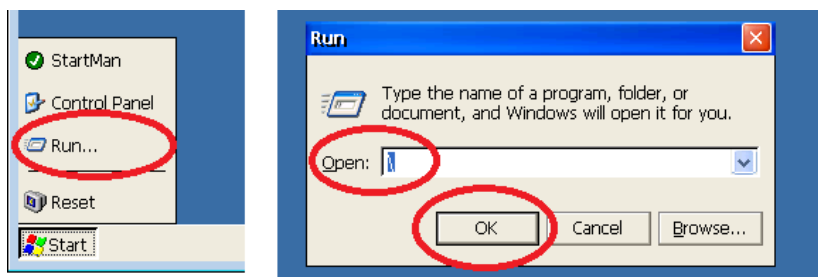 StartMan
Control Panel
Run...
Reset
Start
Run
Type the name of a program, folder, or
document, and Windows will open it for you.
Open: \
OK Cancel Browse...